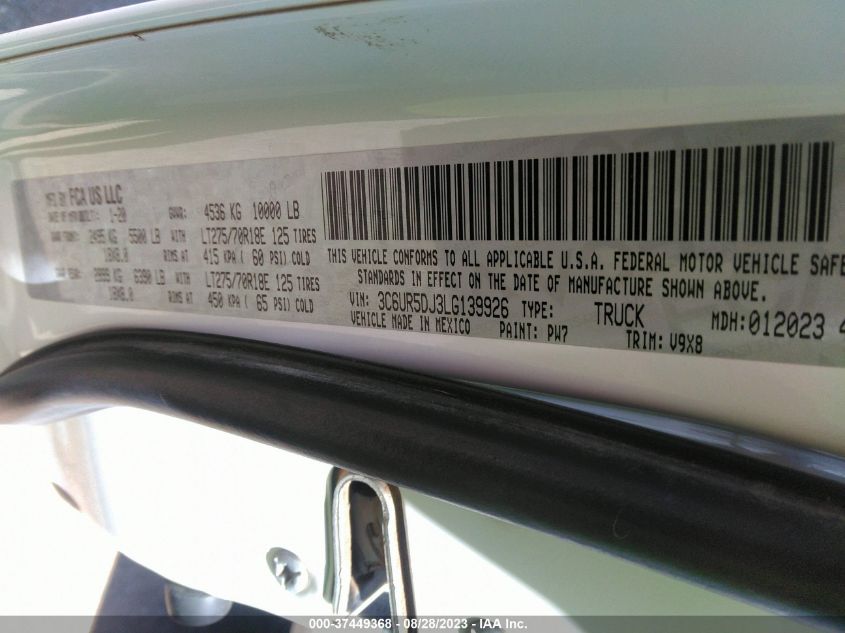 MFD BY FCA US LLC
DATE OF MFR 1-20 GVWR: 4536 KG 10000 LB
GAWR FRONT: 2495 KG 5500 LB WITH LT275/70R18E 125 TIRES
18X8.0 RIMS AT 415 KPA ( 60 PSI) COLD
GAWR REAR: 6390 LB WITH LT275/70R18E 125 TIRES
18X8.0 RIMS AT 450 KPA ( 65 PSI) COLD
THIS VEHICLE CONFORMS TO ALL APPLICABLE U.S.A. FEDERAL MOTOR VEHICLE SAFE
STANDARDS IN EFFECT ON THE DATE OF MANUFACTURE SHOWN ABOVE.
VIN: 3C6UR5DJ3LG139926 TYPE: TRUCK MDH:012023 4
VEHICLE MADE IN MEXICO PAINT: PW7 TRIM: V9X8
000-37449368 - 08/28/2023 - IAA Inc.